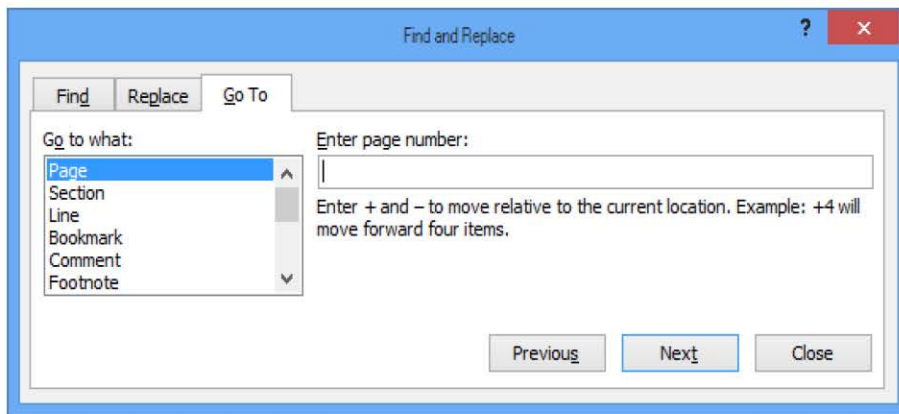 Find and Replace
?
×
Find
Replace
Go To
Go to what:
Page
Section
Line
Bookmark
Comment
Footnote
Enter page number:
Enter + and – to move relative to the current location. Example: +4 will
move forward four items.
Previous
Next
Close